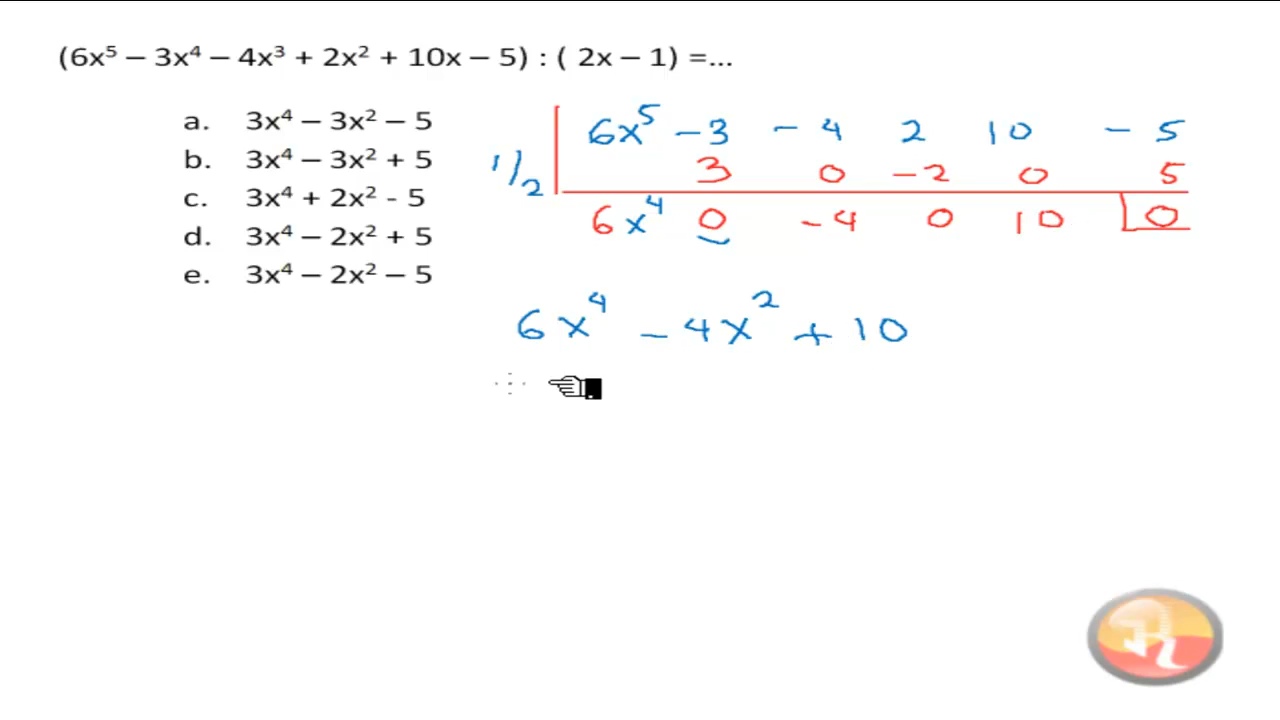 (6x⁵ – 3x⁴ – 4x³ + 2x² + 10x – 5) : ( 2x – 1) =...
a. 3x⁴ – 3x² – 5
b. 3x⁴ – 3x² + 5
c. 3x⁴ + 2x² - 5
d. 3x⁴ – 2x² + 5
e. 3x⁴ – 2x² – 5
6x⁵ – 3 – 4 2 10 – 5
1/2 3 0 – 2 0 5
6x⁴ 0 – 4 0 10 0
6x⁴ – 4x² + 10